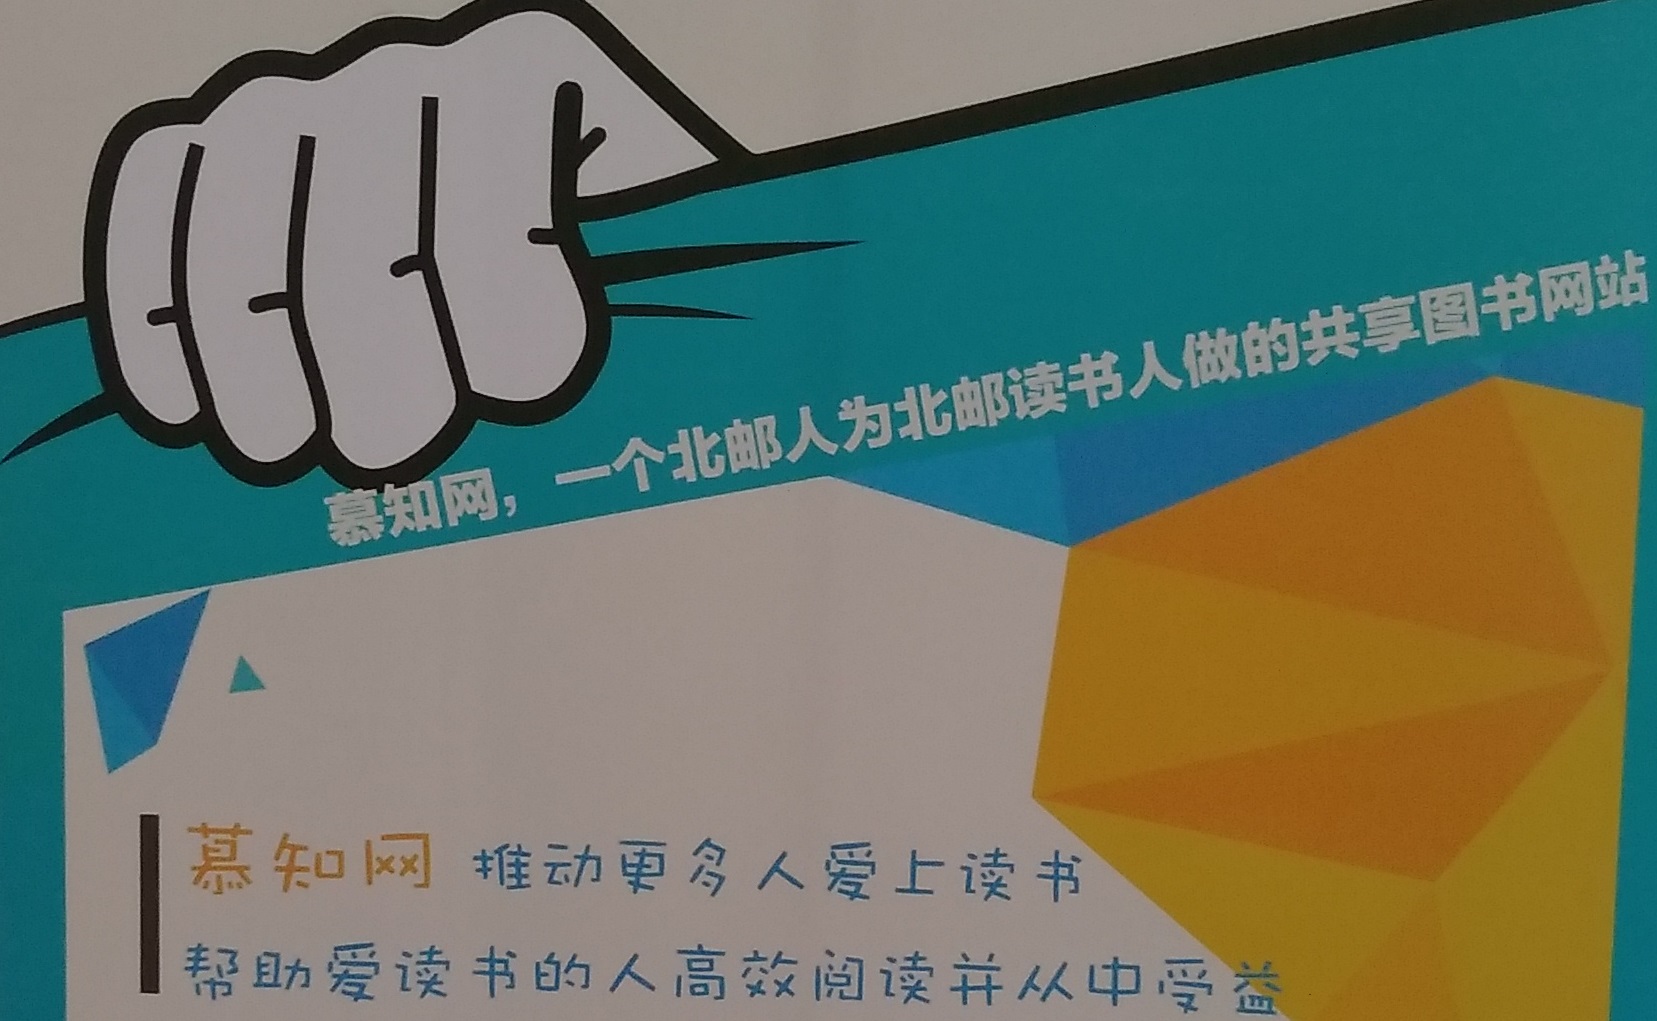 慕知网，一个北邮人为北邮读书人做的共享图书网站
慕知网 推动更多人爱上读书
帮助爱读书的人高效阅读并从中受益